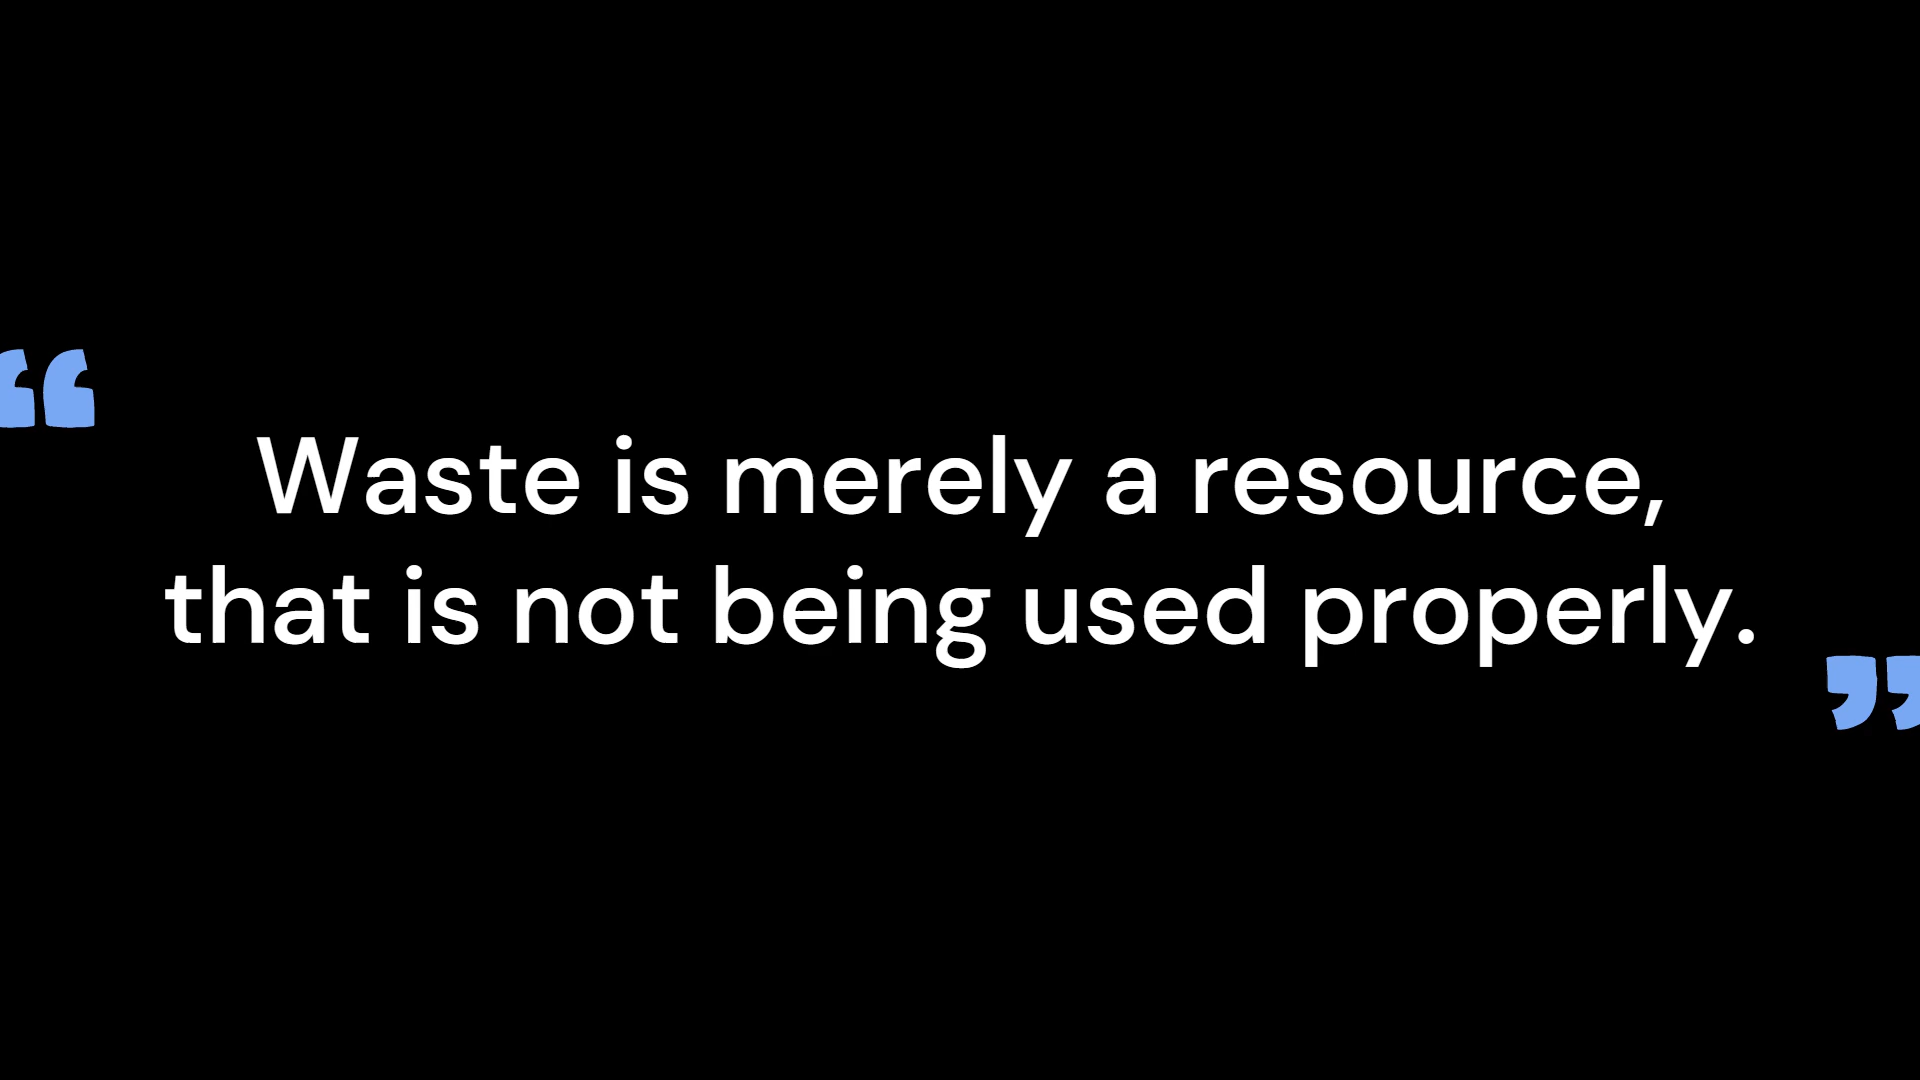 “
Waste is merely a resource,
that is not being used properly.
”